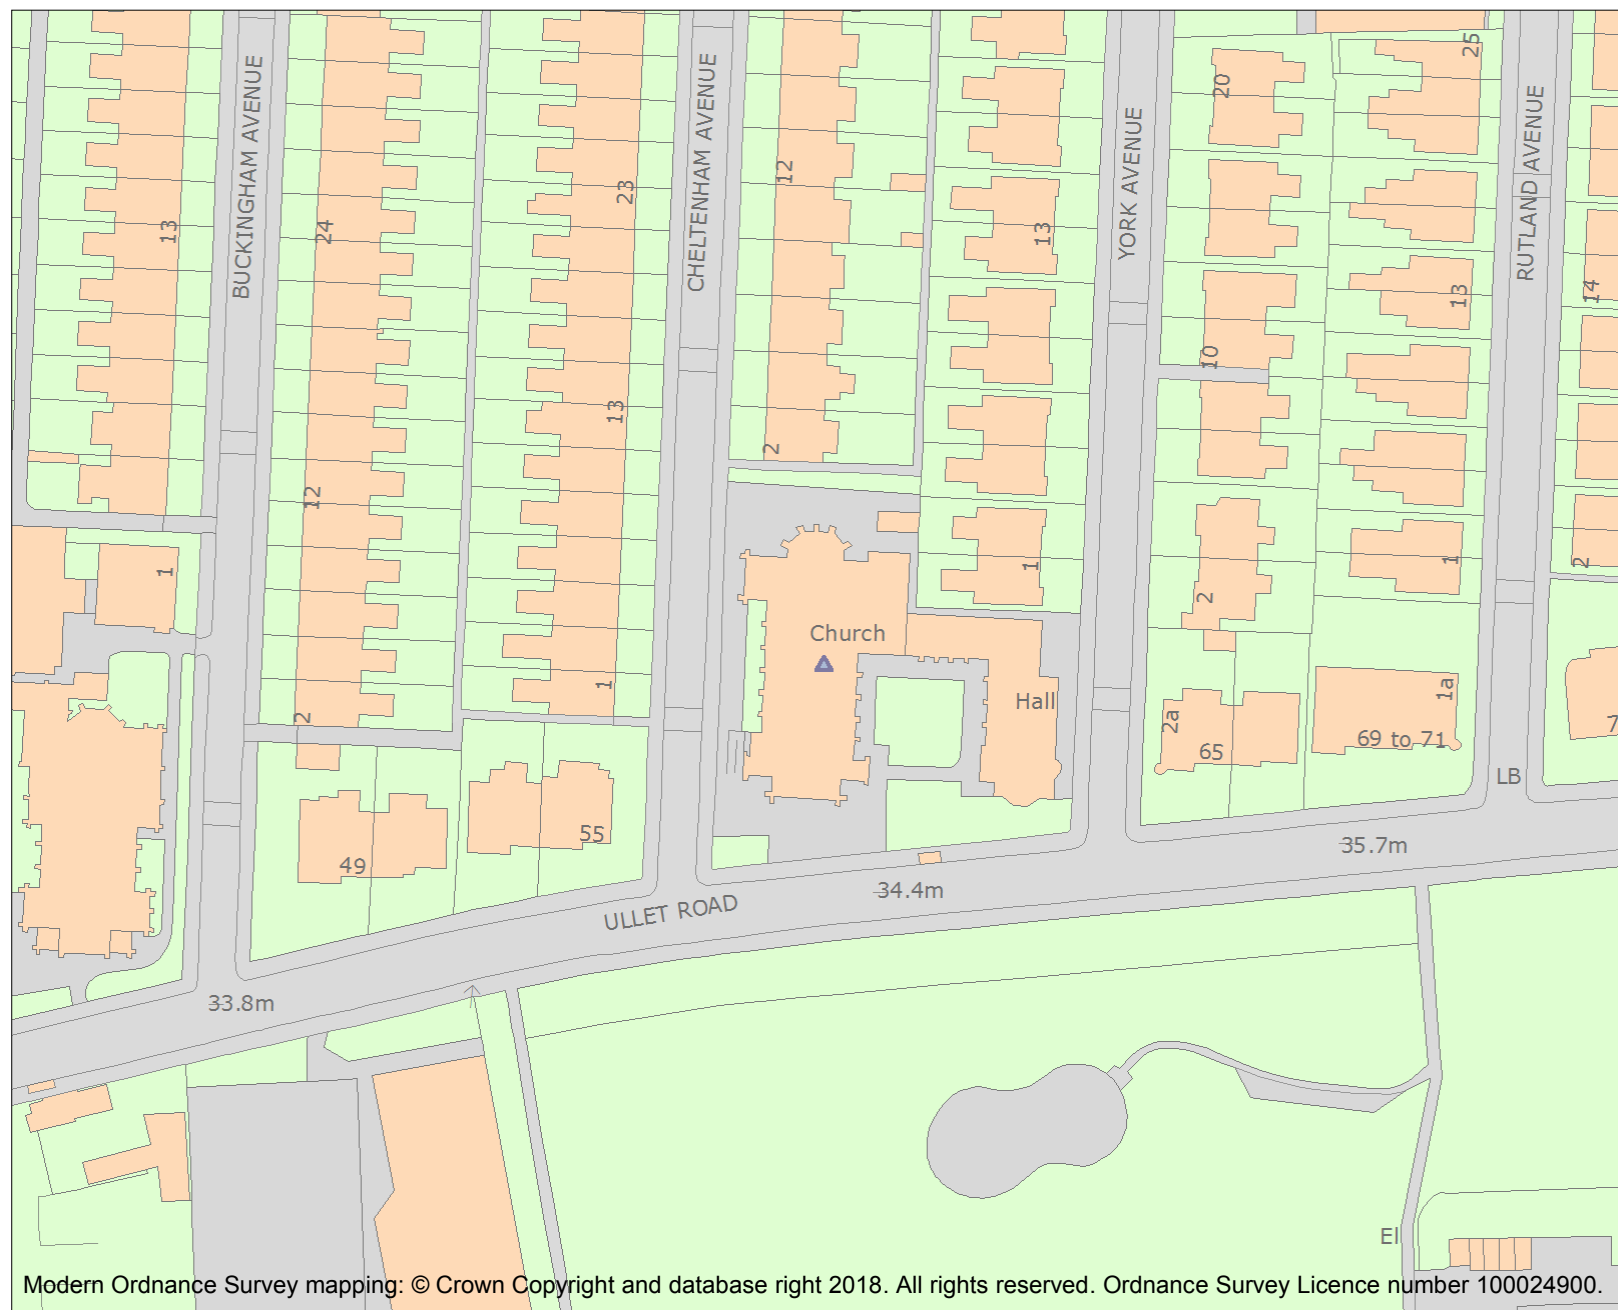 25
20
BUCKINGHAM AVENUE
CHELTENHAM AVENUE
YORK AVENUE
RUTLAND AVENUE
12
23
13
24
13
13
14
10
13
2
12
1
1
1
2
2
Church
1
Hall
1a
2
2a
65
69 to 71
7
LB
55
49
35.7m
34.4m
ULLET ROAD
33.8m
El
Modern Ordnance Survey mapping: © Crown Copyright and database right 2018. All rights reserved. Ordnance Survey Licence number 100024900.